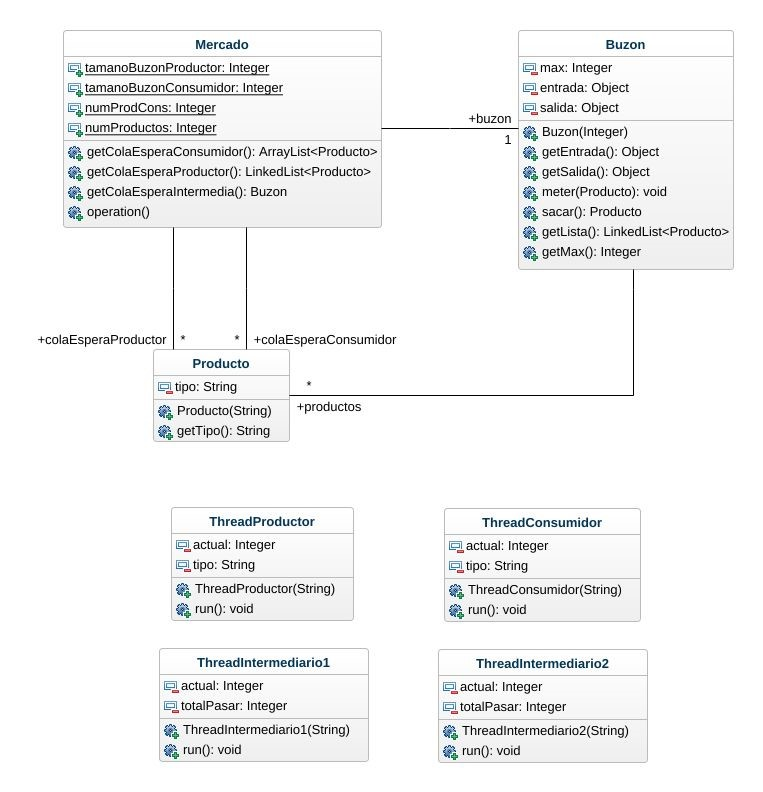 Mercado
tamanoBuzonProductor: Integer
tamanoBuzonConsumidor: Integer
numProdCons: Integer
numProductos: Integer
getColaEsperaConsumidor(): ArrayList<Producto>
getColaEsperaProductor(): LinkedList<Producto>
getColaEsperaIntermedia(): Buzon
operation()
+buzon
1
Buzon
max: Integer
entrada: Object
salida: Object
Buzon(Integer)
getEntrada(): Object
getSalida(): Object
meter(Producto): void
sacar(): Producto
getLista(): LinkedList<Producto>
getMax(): Integer
+colaEsperaProductor * * +colaEsperaConsumidor
Producto
tipo: String
Producto(String)
getTipo(): String
*
+productos
ThreadProductor
actual: Integer
tipo: String
ThreadProductor(String)
run(): void
ThreadConsumidor
actual: Integer
tipo: String
ThreadConsumidor(String)
run(): void
ThreadIntermediario1
actual: Integer
totalPasar: Integer
ThreadIntermediario1(String)
run(): void
ThreadIntermediario2
actual: Integer
totalPasar: Integer
ThreadIntermediario2(String)
run(): void